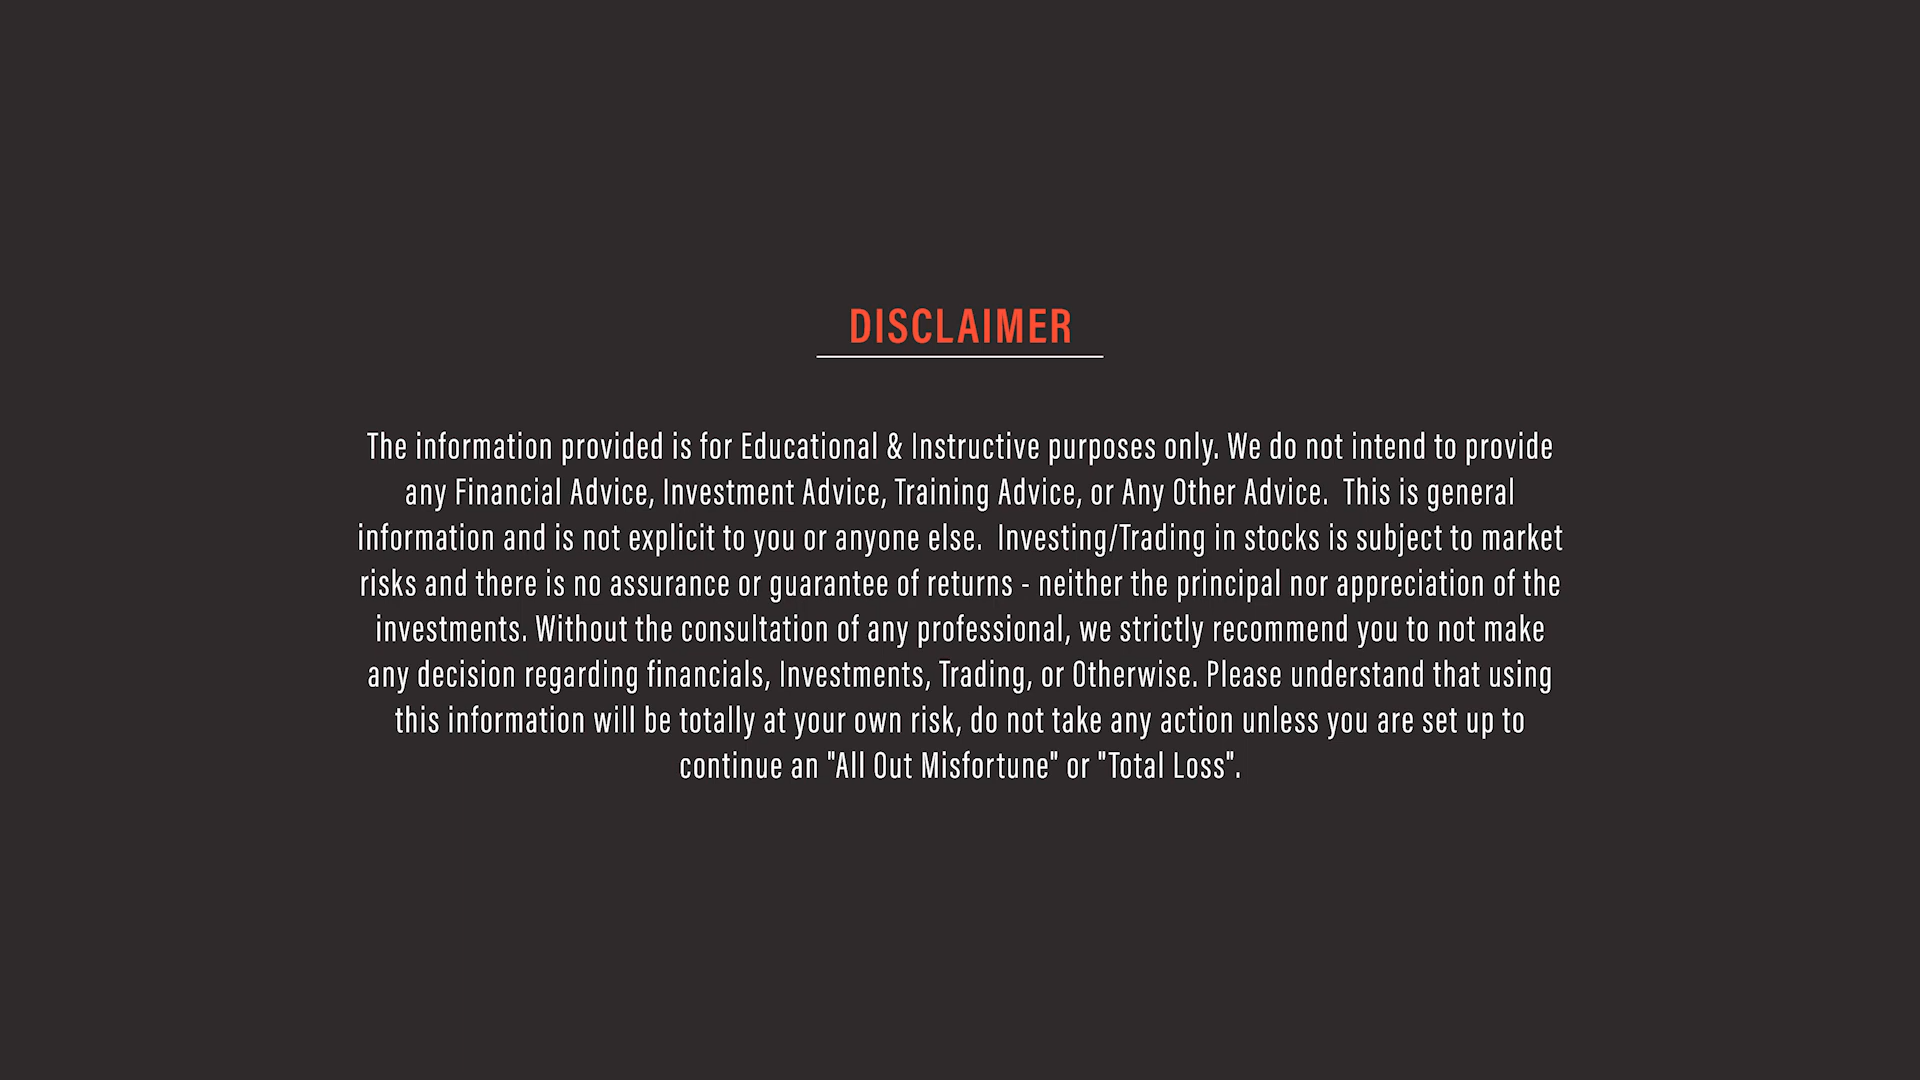 DISCLAIMER
The information provided is for Educational & Instructive purposes only. We do not intend to provide
any Financial Advice, Investment Advice, Training Advice, or Any Other Advice.  This is general
information and is not explicit to you or anyone else.  Investing/Trading in stocks is subject to market
risks and there is no assurance or guarantee of returns - neither the principal nor appreciation of the
investments. Without the consultation of any professional, we strictly recommend you to not make
any decision regarding financials, Investments, Trading, or Otherwise. Please understand that using
this information will be totally at your own risk, do not take any action unless you are set up to
continue an "All Out Misfortune" or "Total Loss".